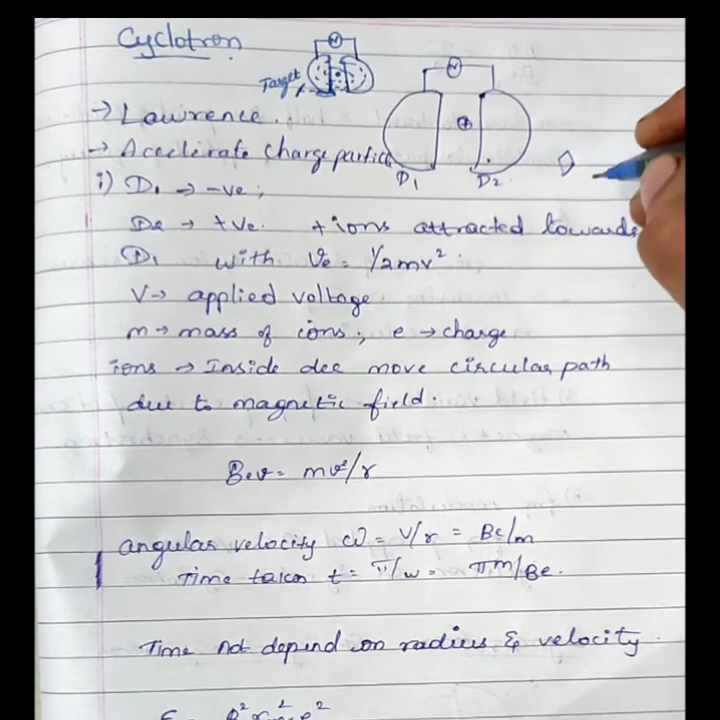 Cyclotron
Target
→ Lawrence.
→ Accelirate charge particl
D1 D2
i) D1 → -ve;
D2 → +ve. +ions attracted towards
D1 with Ve = 1/2mv²
V → applied voltage
m → mass of ions; e → charge
ions → Inside dee move circular path
due to magnetic field.
Bev = mv²/r
angular velocity ω = v/r = Be/m
Time taken t = π/ω = πm/Be.
Time not depend on radius & velocity.